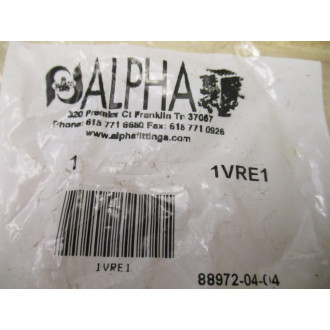 ALPHA
320 Premier Ct Franklin Tn 37067
Phone: 615 771 6650 Fax: 615 771 0926
www.alphafittings.com
1 1VRE1
1VRE1
88972-04-04